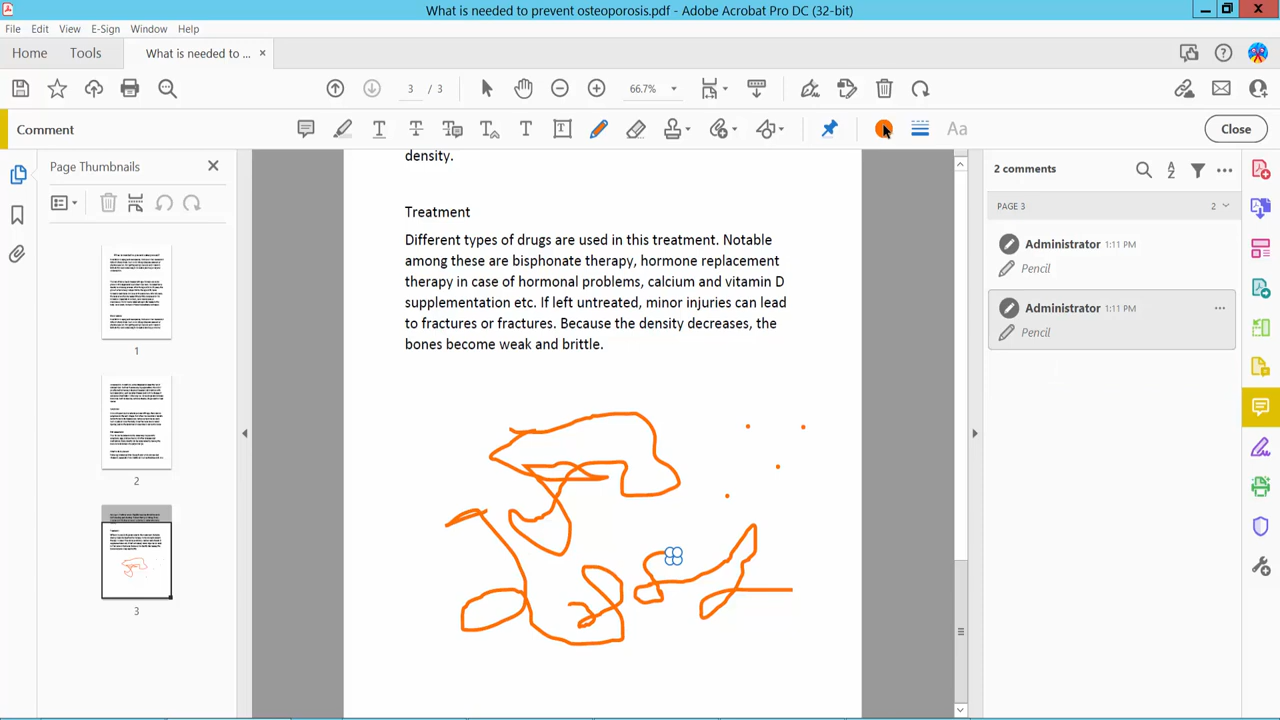 What is needed to prevent osteoporosis.pdf - Adobe Acrobat Pro DC (32-bit)
File Edit View E-Sign Window Help
Home Tools What is needed to ... ×
3 / 3 66.7%
Comment Aa Close
density.
Page Thumbnails
2 comments
PAGE 3 2
Treatment
Different types of drugs are used in this treatment. Notable
among these are bisphonate therapy, hormone replacement
therapy in case of hormonal problems, calcium and vitamin D
supplementation etc. If left untreated, minor injuries can lead
to fractures or fractures. Because the density decreases, the
bones become weak and brittle.
Administrator 1:11 PM
Pencil
Administrator 1:11 PM
Pencil
1
2
3